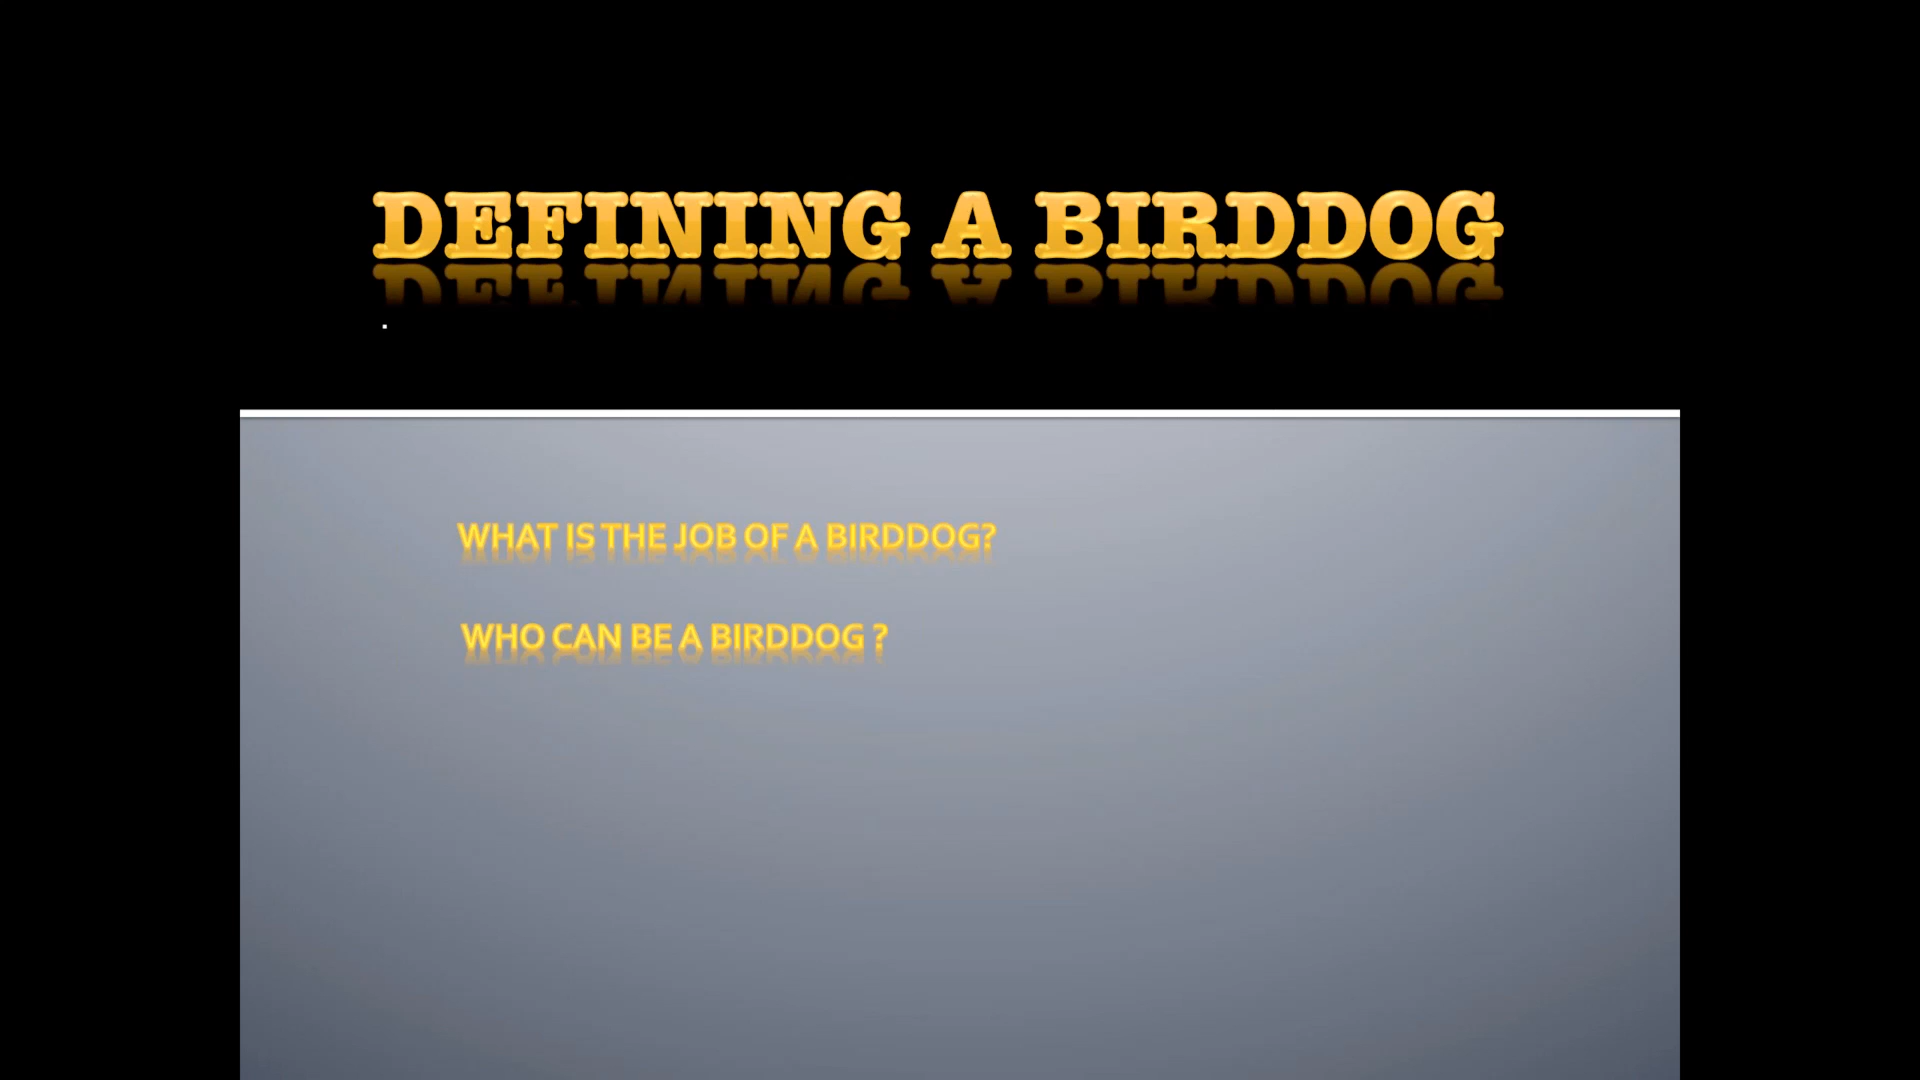 DEFINING A BIRDDOG
WHAT IS THE JOB OF A BIRDDOG?
WHO CAN BE A BIRDDOG ?